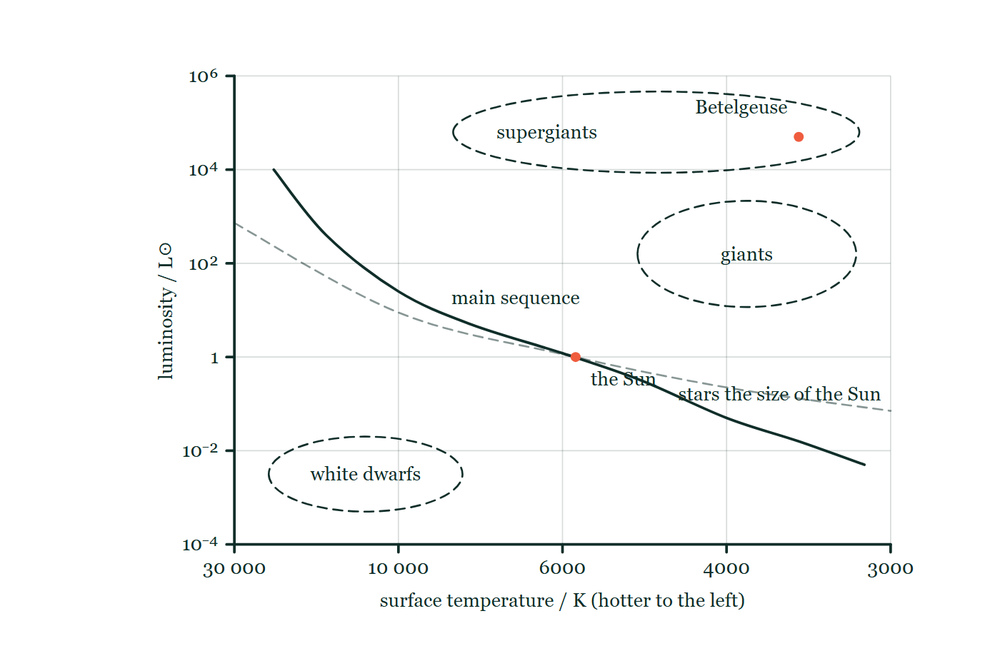 10⁶
Betelgeuse
supergiants
10⁴
giants
10²
luminosity / L⊙
main sequence
1
the Sun
stars the size of the Sun
10⁻²
white dwarfs
10⁻⁴
30 000
10 000
6000
4000
3000
surface temperature / K (hotter to the left)